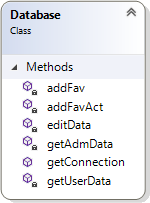 Database
Class
Methods
addFav
addFavAct
editData
getAdmData
getConnection
getUserData